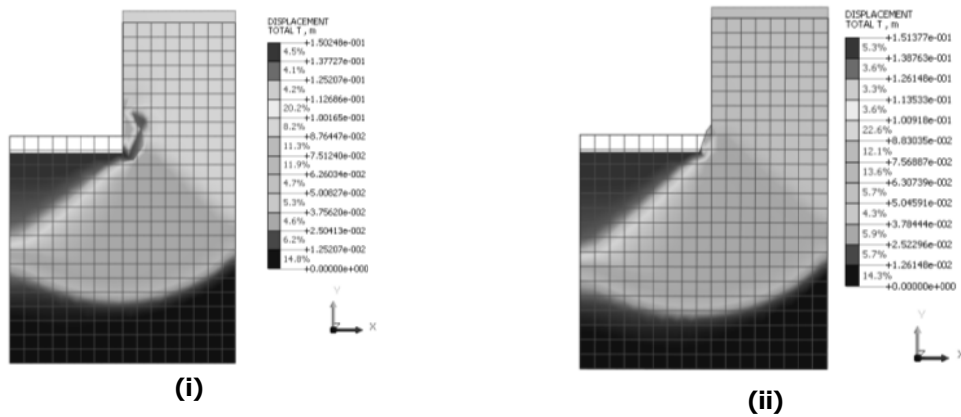 DISPLACEMENT
TOTAL T , m
+1.50248e-001
4.5%
+1.37727e-001
4.1%
+1.25207e-001
4.2%
+1.12686e-001
20.2%
+1.00165e-001
8.2%
+8.76447e-002
11.3%
+7.51240e-002
11.9%
+6.26034e-002
4.7%
+5.00827e-002
5.3%
+3.75620e-002
4.6%
+2.50413e-002
6.2%
+1.25207e-002
14.8%
+0.00000e+000
Y
Z
X
(i)
DISPLACEMENT
TOTAL T , m
+1.51377e-001
5.3%
+1.38763e-001
3.6%
+1.26148e-001
3.3%
+1.13533e-001
3.6%
+1.00918e-001
22.6%
+8.83035e-002
12.1%
+7.56887e-002
13.6%
+6.30739e-002
5.7%
+5.04591e-002
4.3%
+3.78444e-002
5.9%
+2.52296e-002
5.7%
+1.26148e-002
14.3%
+0.00000e+000
Y
Z
X
(ii)